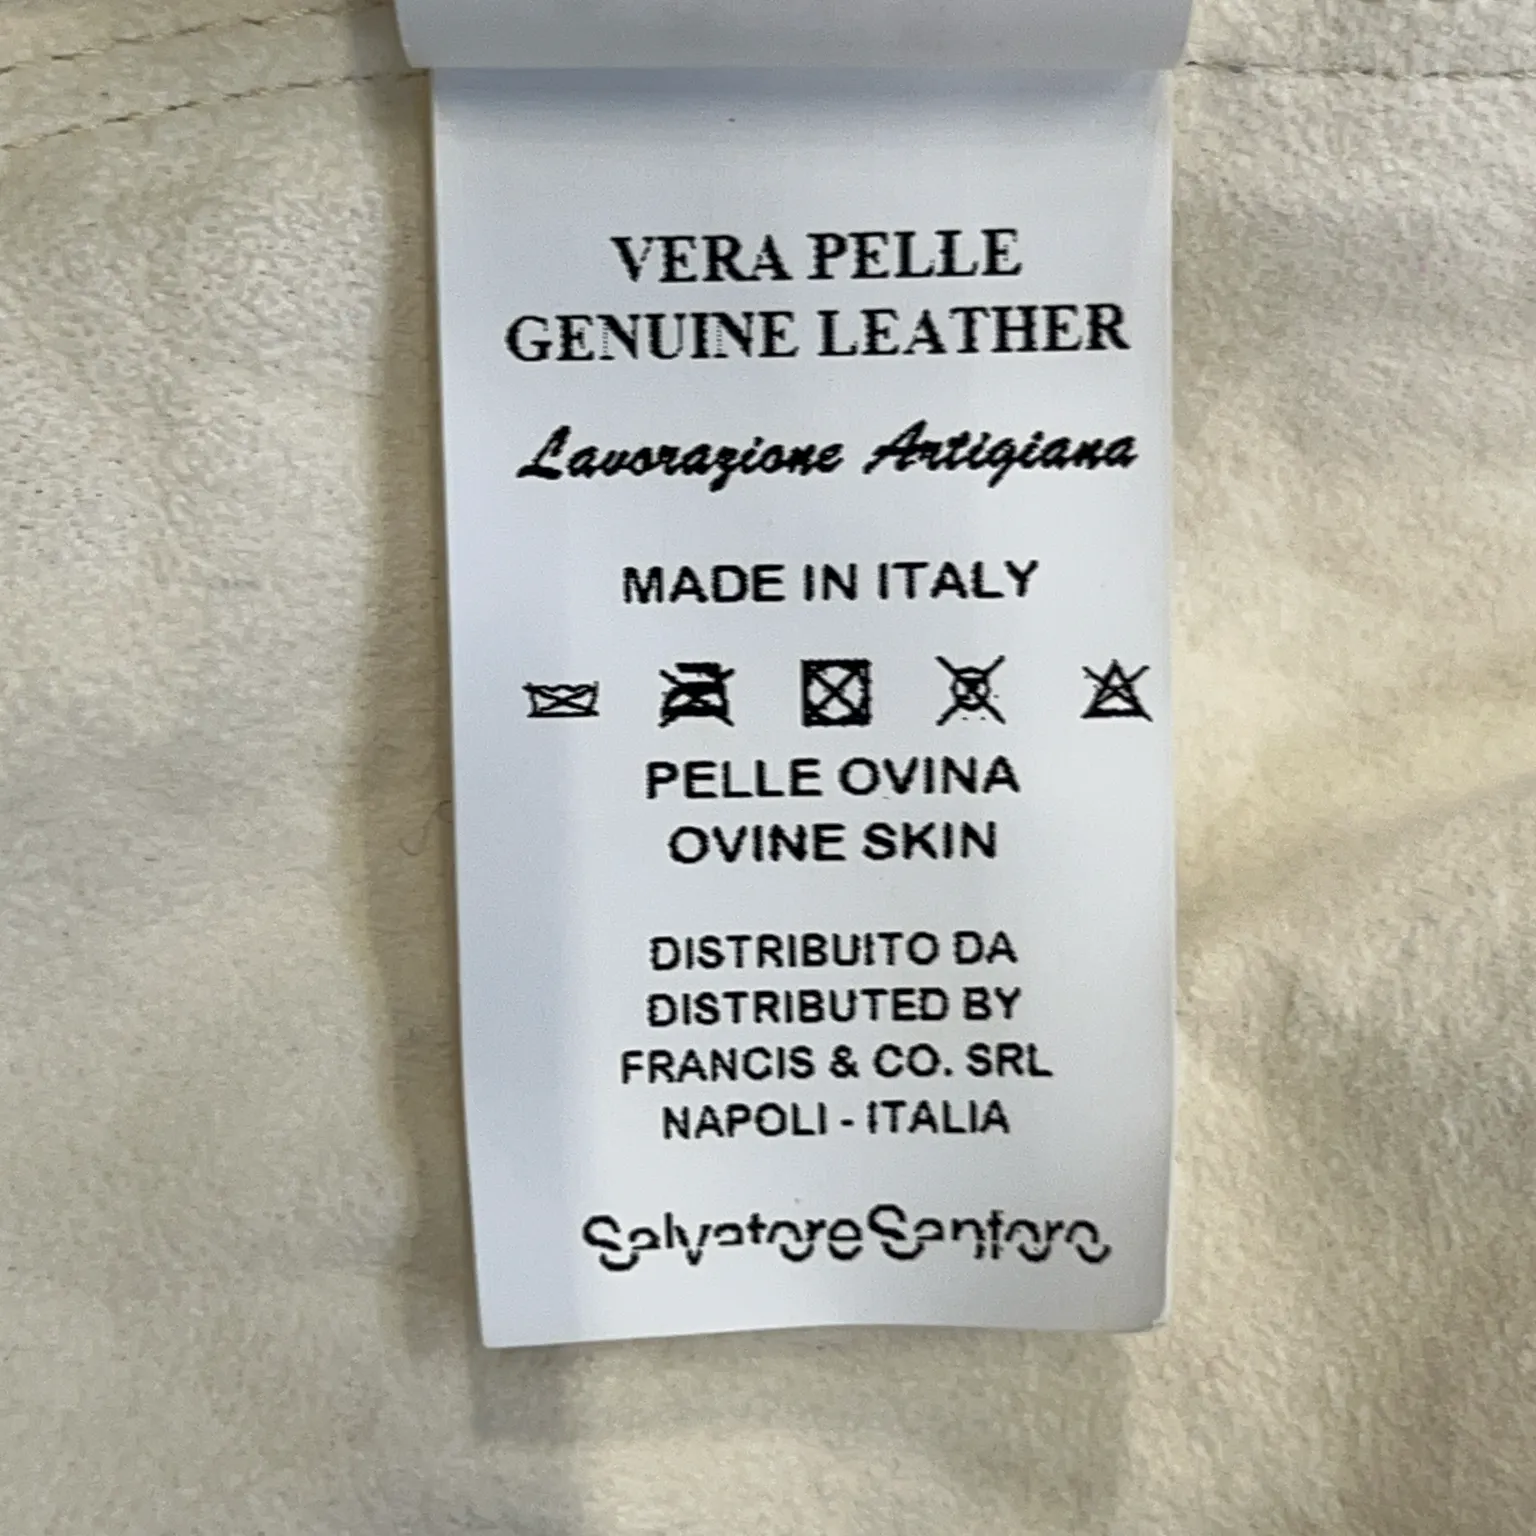 VERA PELLE
GENUINE LEATHER
Lavorazione Artigiana
MADE IN ITALY
PELLE OVINA
OVINE SKIN
DISTRIBUITO DA
DISTRIBUTED BY
FRANCIS & CO. SRL
NAPOLI - ITALIA
SalvatoreSantoro